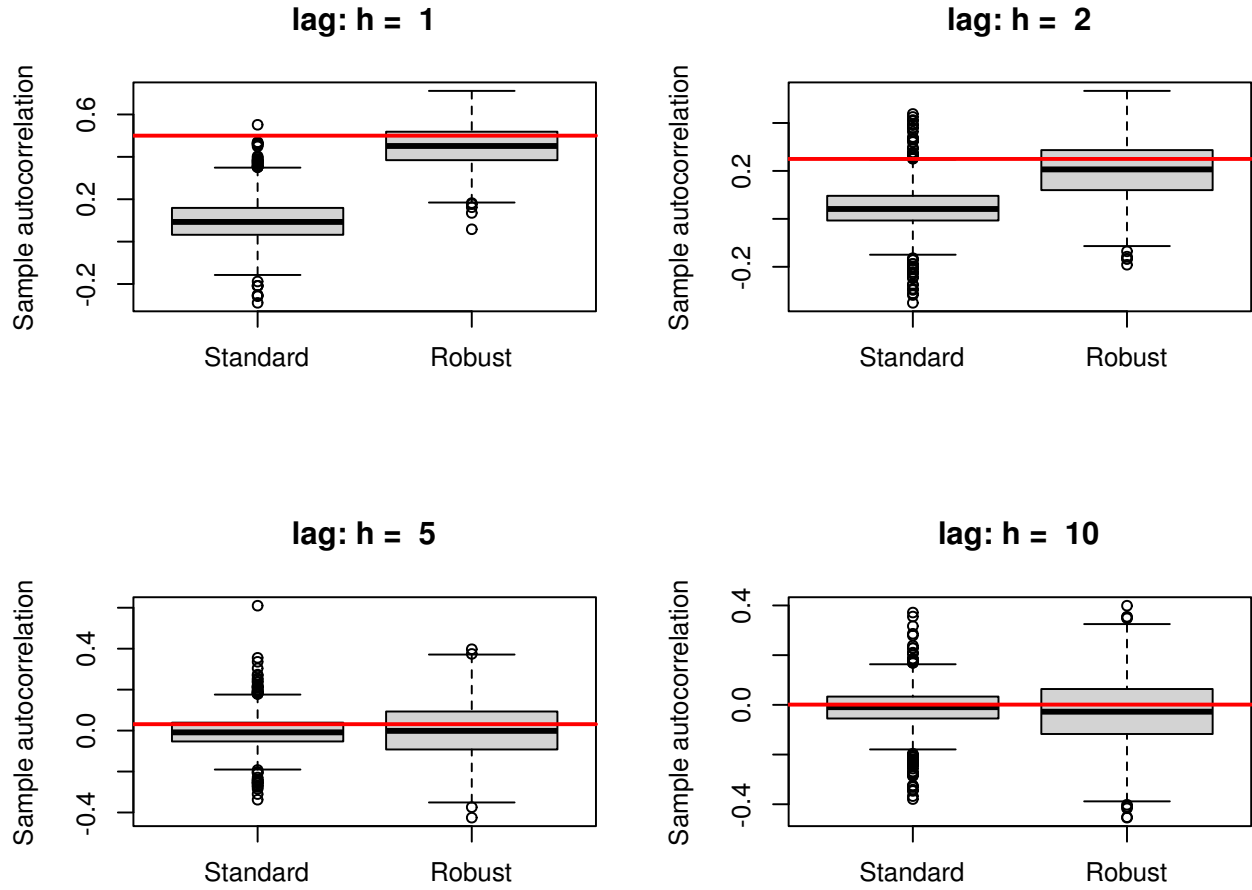 lag: h =  1
Sample autocorrelation
0.6
0.2
-0.2
Standard
Robust
lag: h =  2
Sample autocorrelation
0.2
-0.2
Standard
Robust
lag: h =  5
Sample autocorrelation
0.4
0.0
-0.4
Standard
Robust
lag: h =  10
Sample autocorrelation
0.4
0.0
-0.4
Standard
Robust